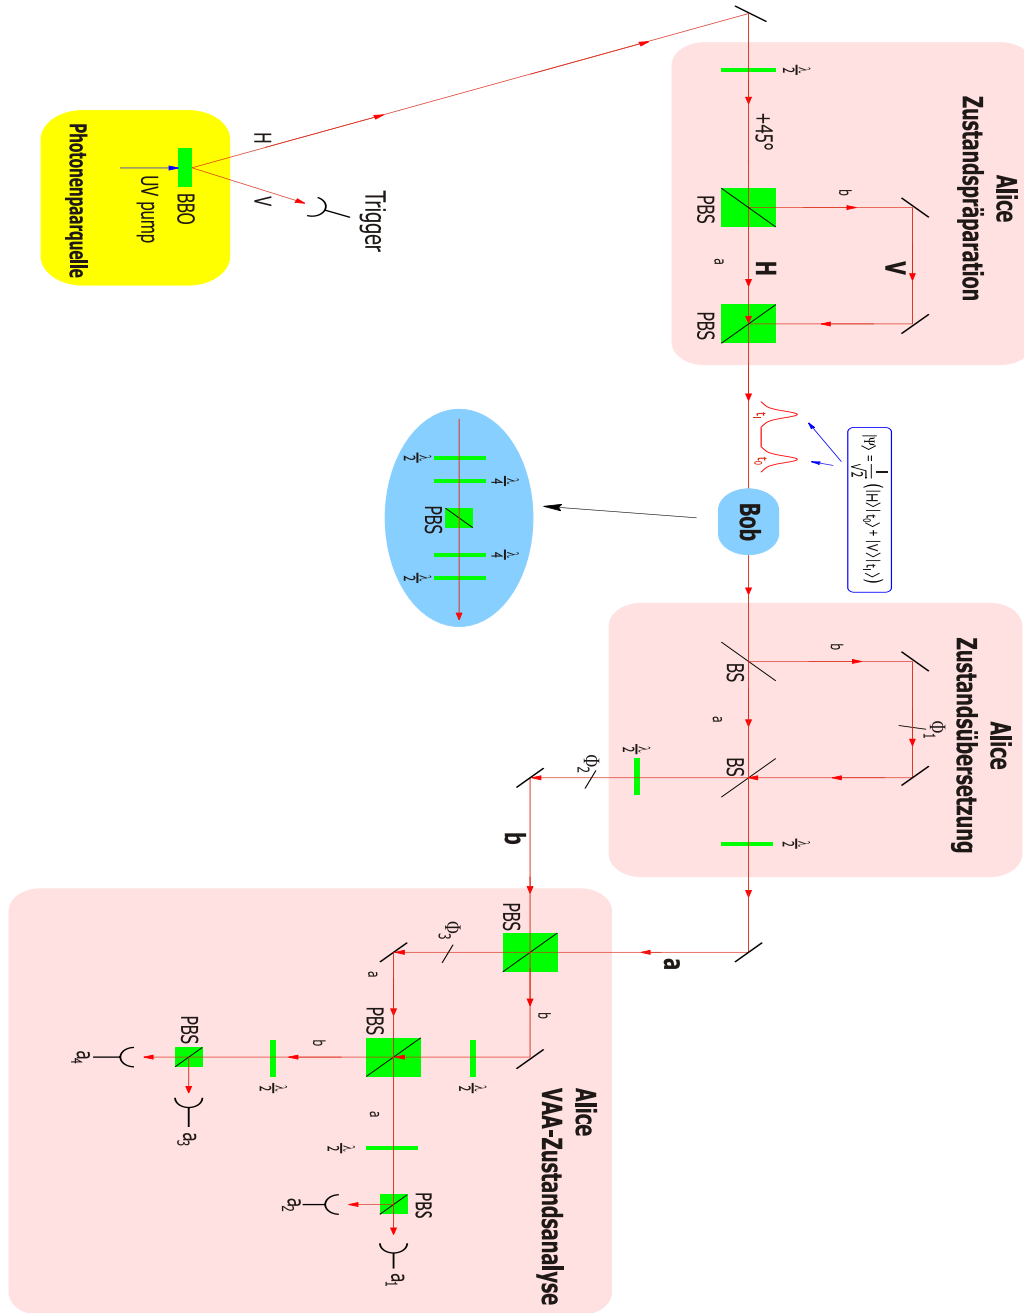 Photonenpaarquelle
UV pump
BBO
H
V
Trigger
Alice
Zustandspräparation
λ/2
+45°
PBS
b
V
H
a
PBS
t₁
t₀
|Ψ⟩ = 1/√2 (|H⟩|t₀⟩ + |V⟩|t₁⟩)
Bob
λ/2
λ/4
PBS
λ/4
λ/2
Alice
Zustandsübersetzung
BS
b
a
Φ₁
BS
λ/2
Φ₂
λ/2
b
a
Alice
VAA-Zustandsanalyse
PBS
Φ₃
a
b
PBS
λ/2
b
a
λ/2
PBS
a₄
a₃
λ/2
PBS
a₂
a₁